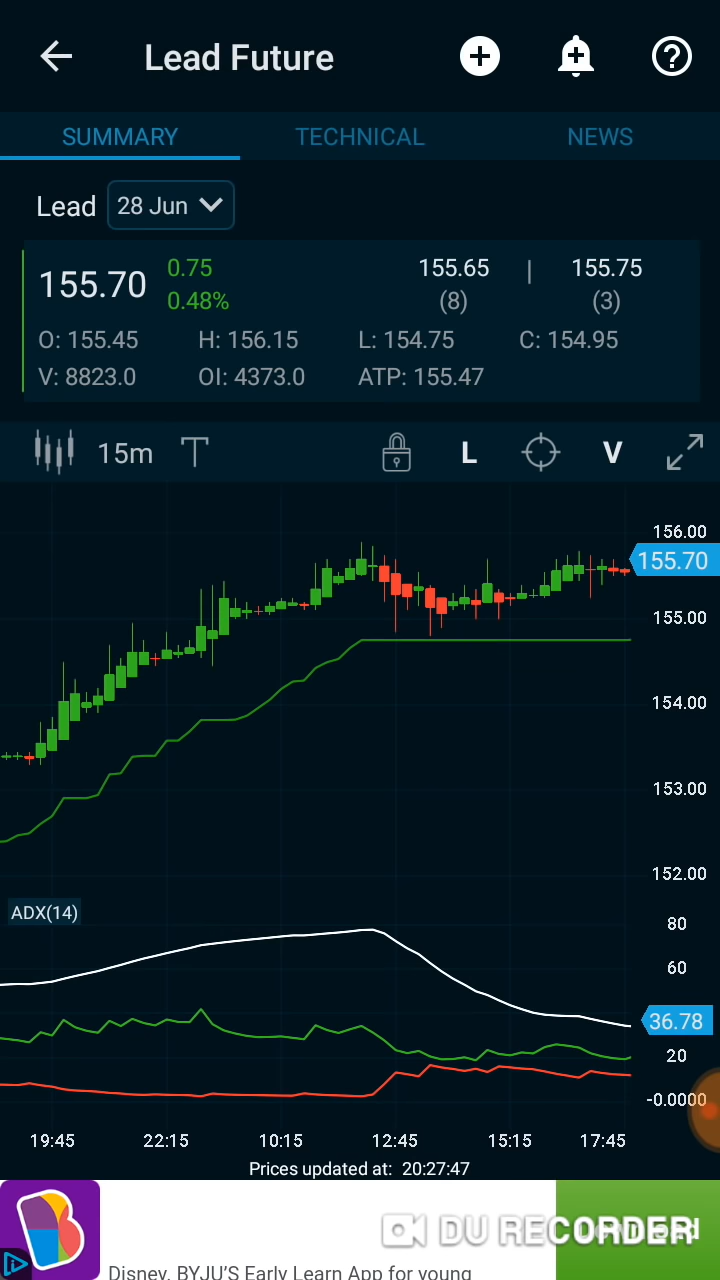 Lead Future
SUMMARY TECHNICAL NEWS
Lead 28 Jun
155.70 0.75 155.65 | 155.75
0.48% (8) (3)
O: 155.45 H: 156.15 L: 154.75 C: 154.95
V: 8823.0 OI: 4373.0 ATP: 155.47
15m T L V
156.00
155.70
155.00
154.00
153.00
152.00
ADX(14)
80
60
36.78
20
-0.0000
19:45 22:15 10:15 12:45 15:15 17:45
Prices updated at: 20:27:47
DU RECORDER
Disney. BYJU'S Early Learn App for young